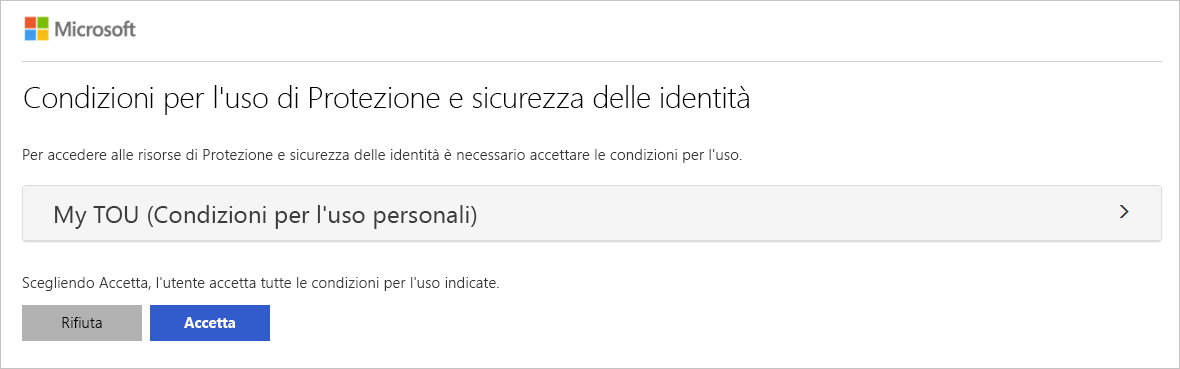 Microsoft
Condizioni per l'uso di Protezione e sicurezza delle identità
Per accedere alle risorse di Protezione e sicurezza delle identità è necessario accettare le condizioni per l'uso.
My TOU (Condizioni per l'uso personali)
Scegliendo Accetta, l'utente accetta tutte le condizioni per l'uso indicate.
Rifiuta Accetta